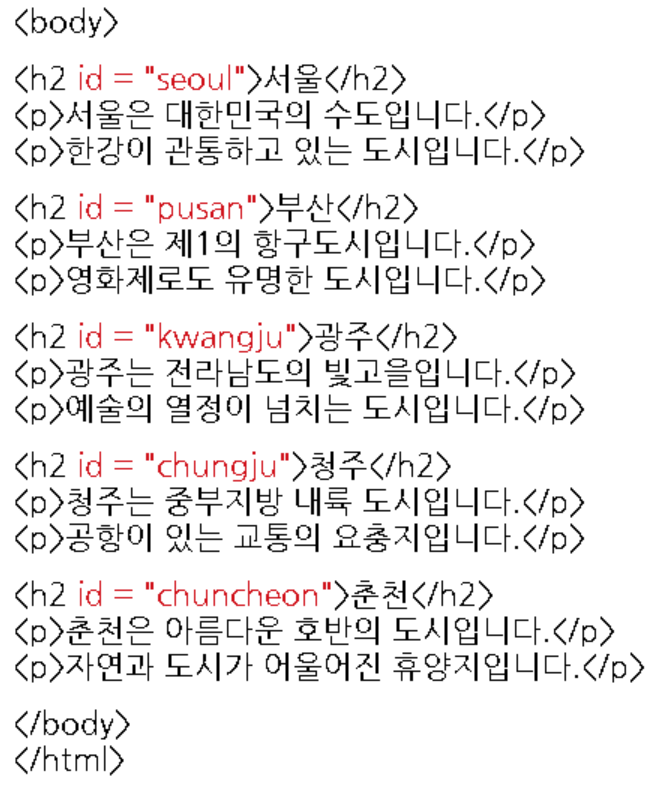 <body>
<h2 id = "seoul">서울</h2>
<p>서울은 대한민국의 수도입니다.</p>
<p>한강이 관통하고 있는 도시입니다.</p>
<h2 id = "pusan">부산</h2>
<p>부산은 제1의 항구도시입니다.</p>
<p>영화제로도 유명한 도시입니다.</p>
<h2 id = "kwangju">광주</h2>
<p>광주는 전라남도의 빛고을입니다.</p>
<p>예술의 열정이 넘치는 도시입니다.</p>
<h2 id = "chungju">청주</h2>
<p>청주는 중부지방 내륙 도시입니다.</p>
<p>공항이 있는 교통의 요충지입니다.</p>
<h2 id = "chuncheon">춘천</h2>
<p>춘천은 아름다운 호반의 도시입니다.</p>
<p>자연과 도시가 어울어진 휴양지입니다.</p>
</body>
</html>